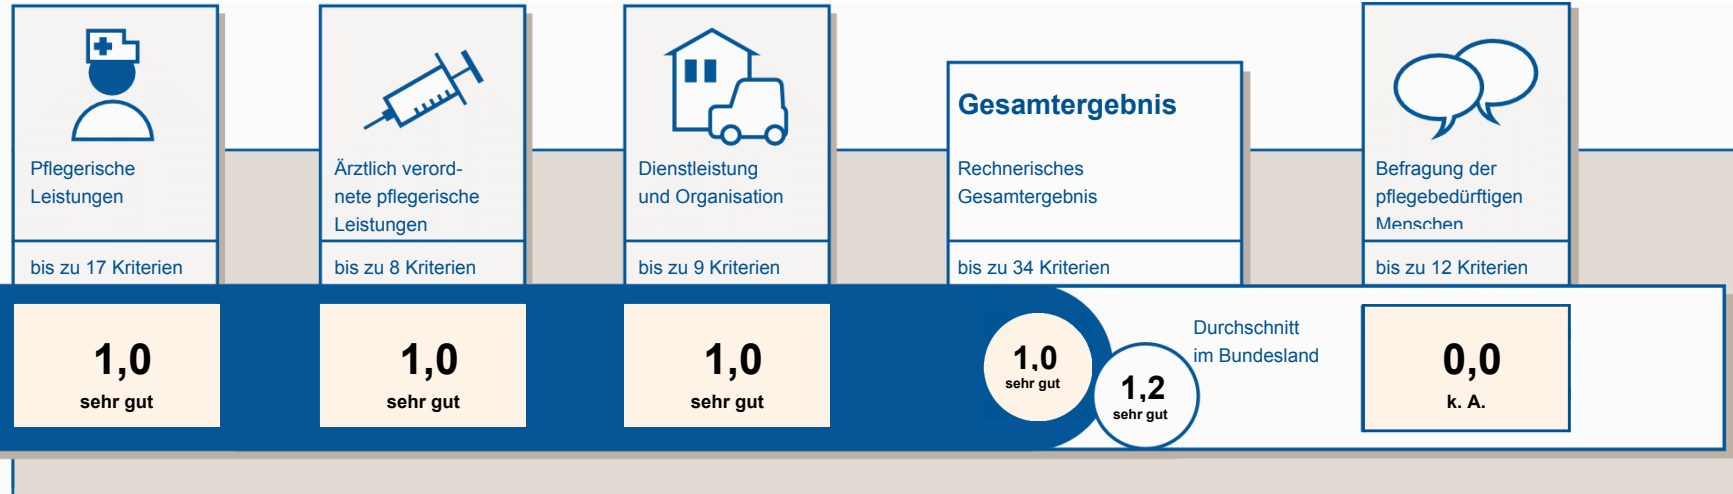 Pflegerische
Leistungen
bis zu 17 Kriterien
1,0
sehr gut
Ärztlich verord-
nete pflegerische
Leistungen
bis zu 8 Kriterien
1,0
sehr gut
Dienstleistung
und Organisation
bis zu 9 Kriterien
1,0
sehr gut
Gesamtergebnis
Rechnerisches
Gesamtergebnis
bis zu 34 Kriterien
1,0
sehr gut
1,2
sehr gut
Durchschnitt
im Bundesland
Befragung der
pflegebedürftigen
Menschen
bis zu 12 Kriterien
0,0
k. A.